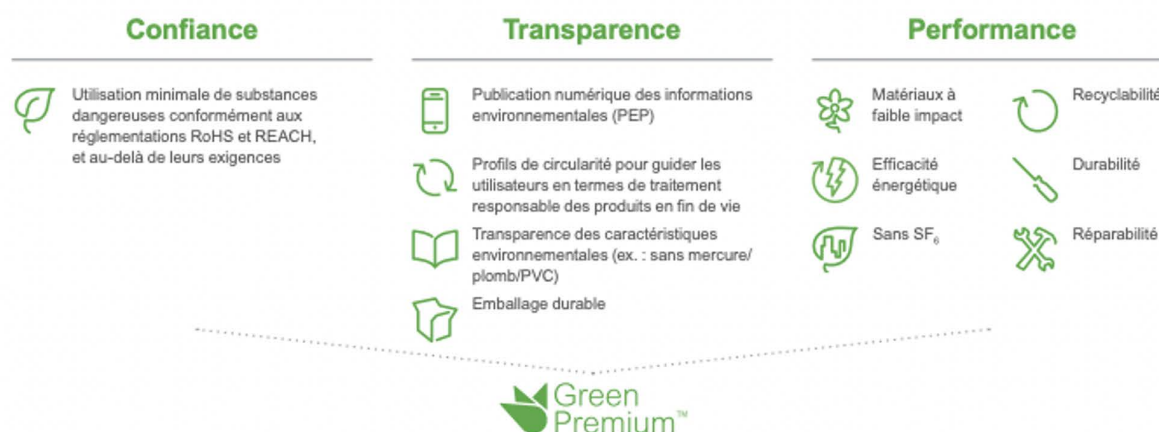 Confiance
Utilisation minimale de substances
dangereuses conformément aux
réglementations RoHS et REACH,
et au-delà de leurs exigences
Transparence
Publication numérique des informations
environnementales (PEP)
Profils de circularité pour guider les
utilisateurs en termes de traitement
responsable des produits en fin de vie
Transparence des caractéristiques
environnementales (ex. : sans mercure/
plomb/PVC)
Emballage durable
Performance
Matériaux à
faible impact
Efficacité
énergétique
Sans SF₆
Recyclabilité
Durabilité
Réparabilité
Green
Premium™